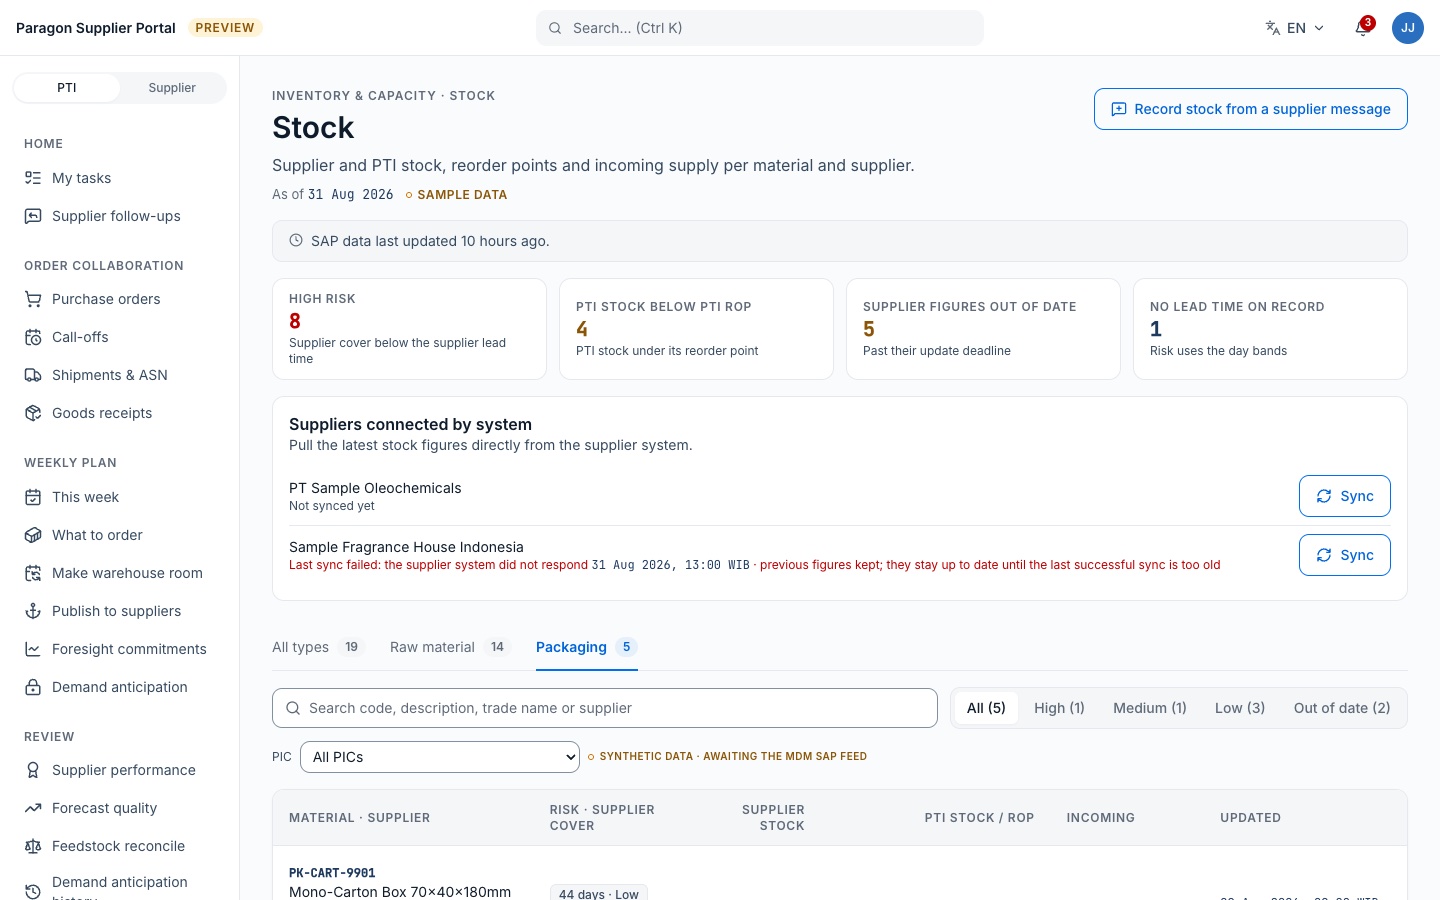 Paragon Supplier Portal PREVIEW
Search... (Ctrl K)
EN
3
JJ
PTI Supplier
HOME
My tasks
Supplier follow-ups
ORDER COLLABORATION
Purchase orders
Call-offs
Shipments & ASN
Goods receipts
WEEKLY PLAN
This week
What to order
Make warehouse room
Publish to suppliers
Foresight commitments
Demand anticipation
REVIEW
Supplier performance
Forecast quality
Feedstock reconcile
Demand anticipation
history
INVENTORY & CAPACITY · STOCK
Stock
Supplier and PTI stock, reorder points and incoming supply per material and supplier.
As of 31 Aug 2026 SAMPLE DATA
Record stock from a supplier message
SAP data last updated 10 hours ago.
HIGH RISK
8
Supplier cover below the supplier lead
time
PTI STOCK BELOW PTI ROP
4
PTI stock under its reorder point
SUPPLIER FIGURES OUT OF DATE
5
Past their update deadline
NO LEAD TIME ON RECORD
1
Risk uses the day bands
Suppliers connected by system
Pull the latest stock figures directly from the supplier system.
PT Sample Oleochemicals
Not synced yet
Sync
Sample Fragrance House Indonesia
Last sync failed: the supplier system did not respond 31 Aug 2026, 13:00 WIB · previous figures kept; they stay up to date until the last successful sync is too old
Sync
All types 19 Raw material 14 Packaging 5
Search code, description, trade name or supplier
All (5) High (1) Medium (1) Low (3) Out of date (2)
PIC All PICs SYNTHETIC DATA · AWAITING THE MDM SAP FEED
MATERIAL · SUPPLIER
RISK · SUPPLIER
COVER
SUPPLIER
STOCK
PTI STOCK / ROP
INCOMING
UPDATED
PK-CART-9901
Mono-Carton Box 70×40×180mm
44 days · Low